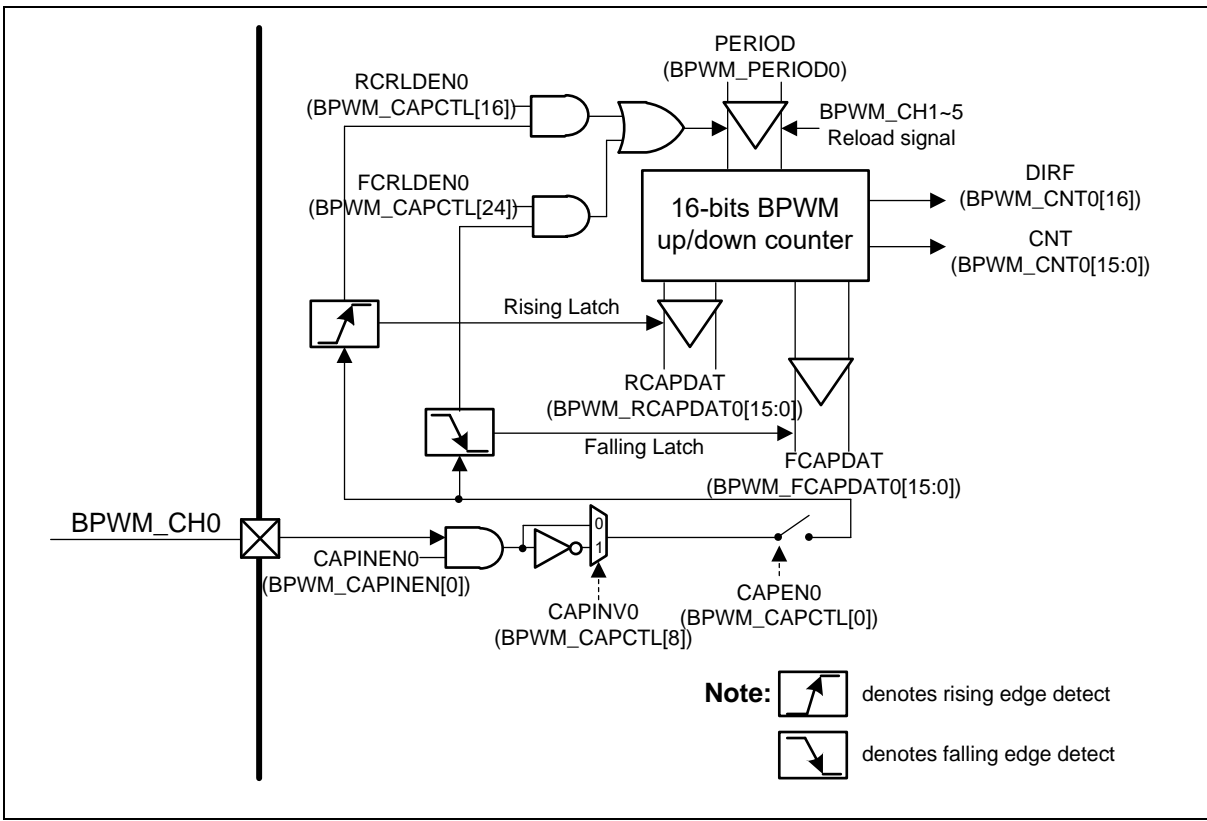 PERIOD
(BPWM_PERIOD0)
RCRLDEN0
(BPWM_CAPCTL[16])
BPWM_CH1~5
Reload signal
FCRLDEN0
(BPWM_CAPCTL[24])
16-bits BPWM
up/down counter
DIRF
(BPWM_CNT0[16])
CNT
(BPWM_CNT0[15:0])
Rising Latch
RCAPDAT
(BPWM_RCAPDAT0[15:0])
Falling Latch
FCAPDAT
(BPWM_FCAPDAT0[15:0])
BPWM_CH0
0
1
CAPINEN0
(BPWM_CAPINEN[0])
CAPINV0
(BPWM_CAPCTL[8])
CAPEN0
(BPWM_CAPCTL[0])
Note:
denotes rising edge detect
denotes falling edge detect